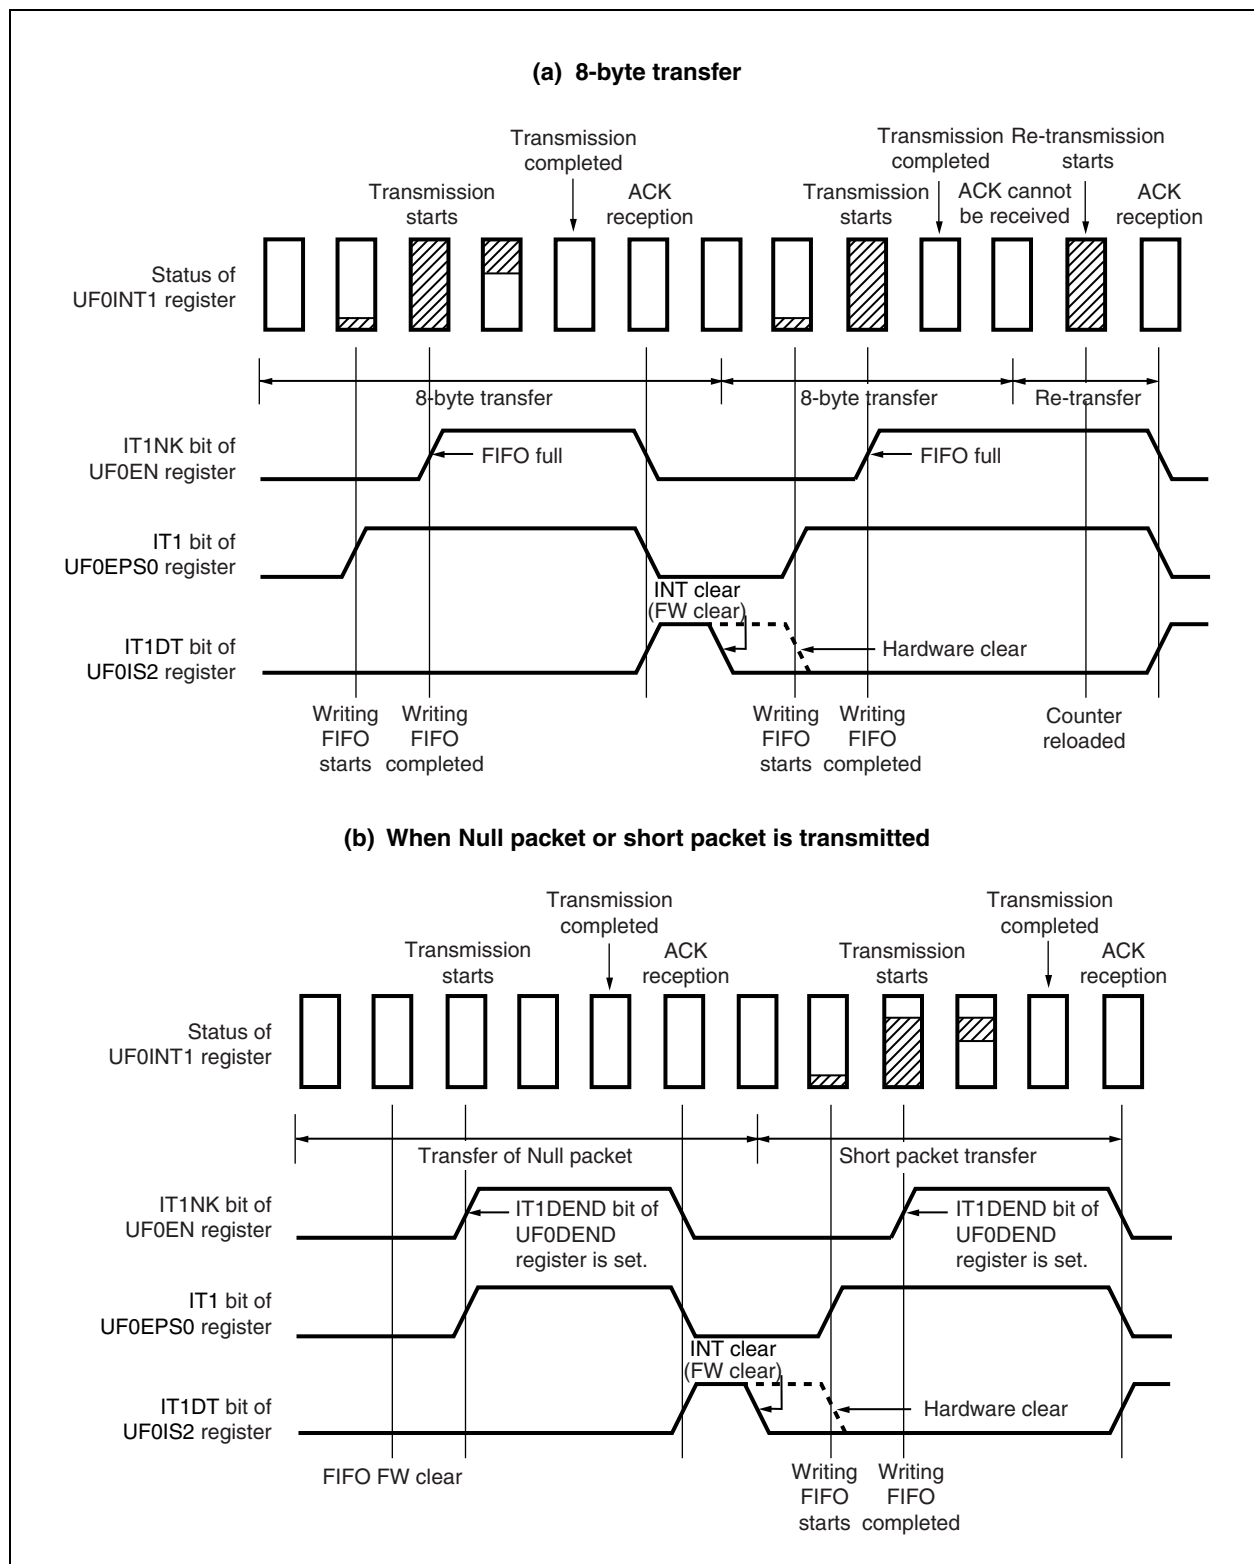 (a) 8-byte transfer
Transmission
completed
Transmission
completed
Re-transmission
starts
Transmission
starts
ACK
reception
Transmission
starts
ACK cannot
be received
ACK
reception
Status of
UF0INT1 register
8-byte transfer
8-byte transfer
Re-transfer
IT1NK bit of
UF0EN register
FIFO full
FIFO full
IT1 bit of
UF0EPS0 register
INT clear
(FW clear)
IT1DT bit of
UF0IS2 register
Hardware clear
Writing
FIFO
starts
Writing
FIFO
completed
Writing
FIFO
starts
Writing
FIFO
completed
Counter
reloaded
(b) When Null packet or short packet is transmitted
Transmission
completed
Transmission
completed
Transmission
starts
ACK
reception
Transmission
starts
ACK
reception
Status of
UF0INT1 register
Transfer of Null packet
Short packet transfer
IT1NK bit of
UF0EN register
IT1DEND bit of
UF0DEND
register is set.
IT1DEND bit of
UF0DEND
register is set.
IT1 bit of
UF0EPS0 register
INT clear
(FW clear)
IT1DT bit of
UF0IS2 register
Hardware clear
FIFO FW clear
Writing
FIFO
starts
Writing
FIFO
completed